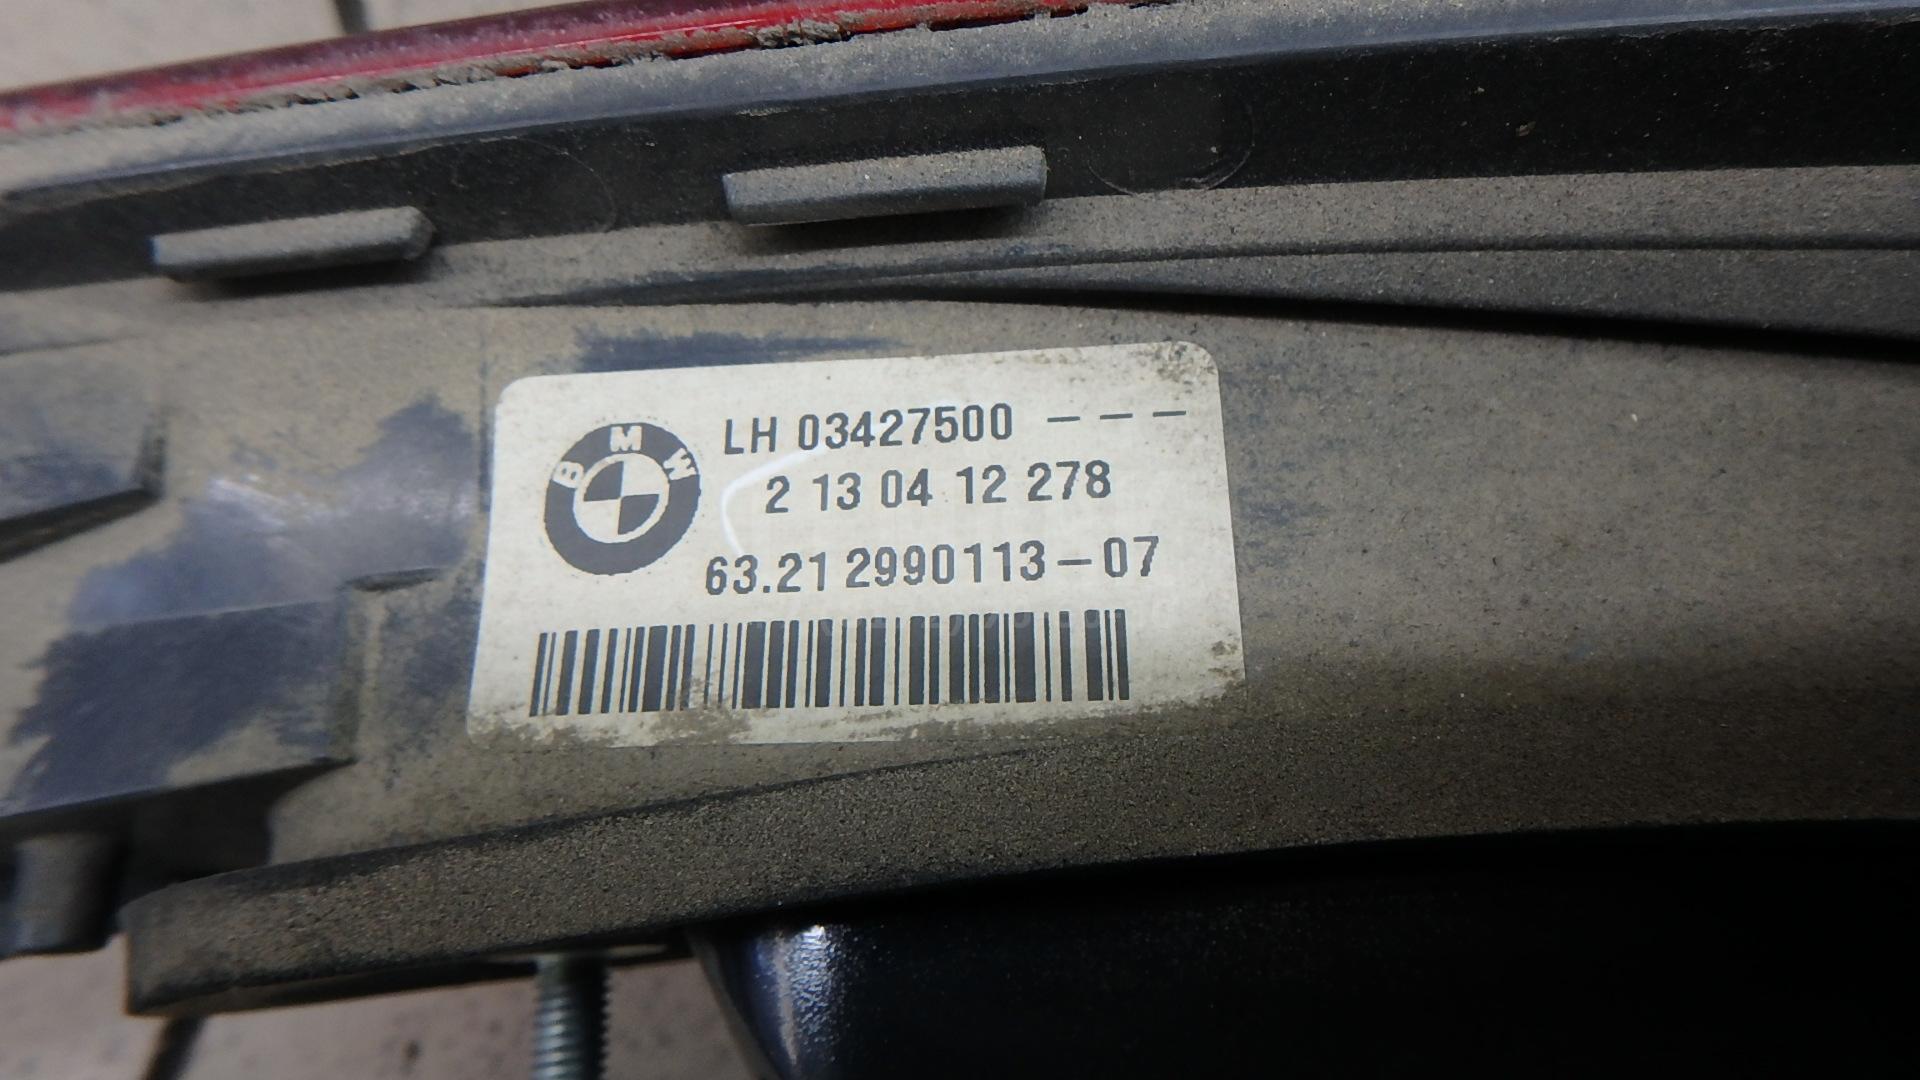 BMW
LH 03427500 – – –
2 13 04 12 278
63.21 2990113–07